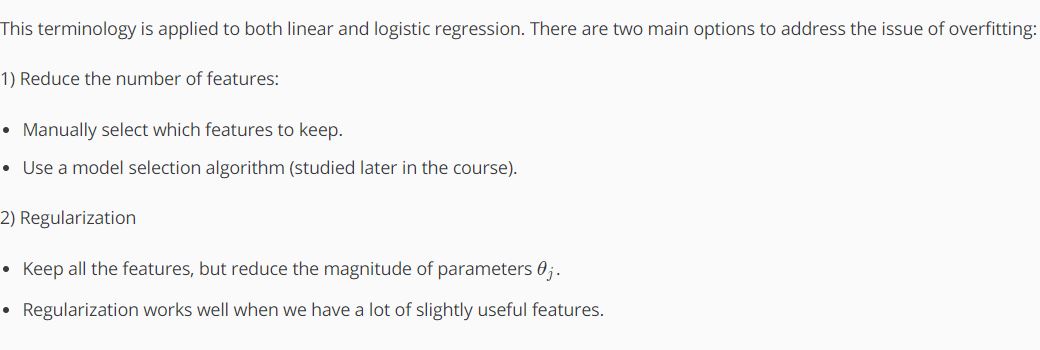 This terminology is applied to both linear and logistic regression. There are two main options to address the issue of overfitting:
1) Reduce the number of features:
• Manually select which features to keep.
• Use a model selection algorithm (studied later in the course).
2) Regularization
• Keep all the features, but reduce the magnitude of parameters θⱼ.
• Regularization works well when we have a lot of slightly useful features.